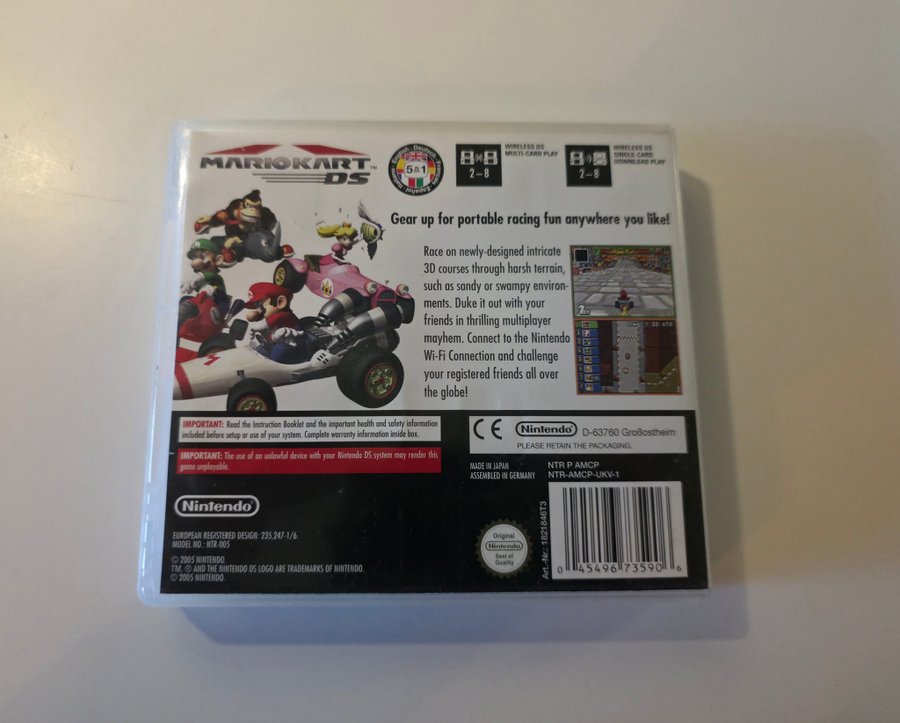 MARIOKART™
DS
English · Deutsch · Français · Español · Italiano
5 in 1
2-8
WIRELESS DS
MULTI-CARD PLAY
2-8
WIRELESS DS
SINGLE-CARD
DOWNLOAD PLAY
Gear up for portable racing fun anywhere you like!
Race on newly-designed intricate
3D courses through harsh terrain,
such as sandy or swampy environ-
ments. Duke it out with your
friends in thrilling multiplayer
mayhem. Connect to the Nintendo
Wi-Fi Connection and challenge
your registered friends all over
the globe!
IMPORTANT: Read the Instruction Booklet and the important health and safety information
included before setup or use of your system. Complete warranty information inside box.
IMPORTANT: The use of an unlawful device with your Nintendo DS system may render this
game unplayable.
CE Nintendo D-63760 Großostheim
PLEASE RETAIN THE PACKAGING.
MADE IN JAPAN
ASSEMBLED IN GERMANY
NTR P AMCP
NTR-AMCP-UKV-1
Nintendo
EUROPEAN REGISTERED DESIGN: 235,247-1/6.
MODEL NO.: NTR-005
© 2005 NINTENDO.
TM, ® AND THE NINTENDO DS LOGO ARE TRADEMARKS OF NINTENDO.
© 2005 NINTENDO.
Original
Nintendo
Seal of
Quality
Art.-Nr.: 1821846T3
0 45496 73590 6